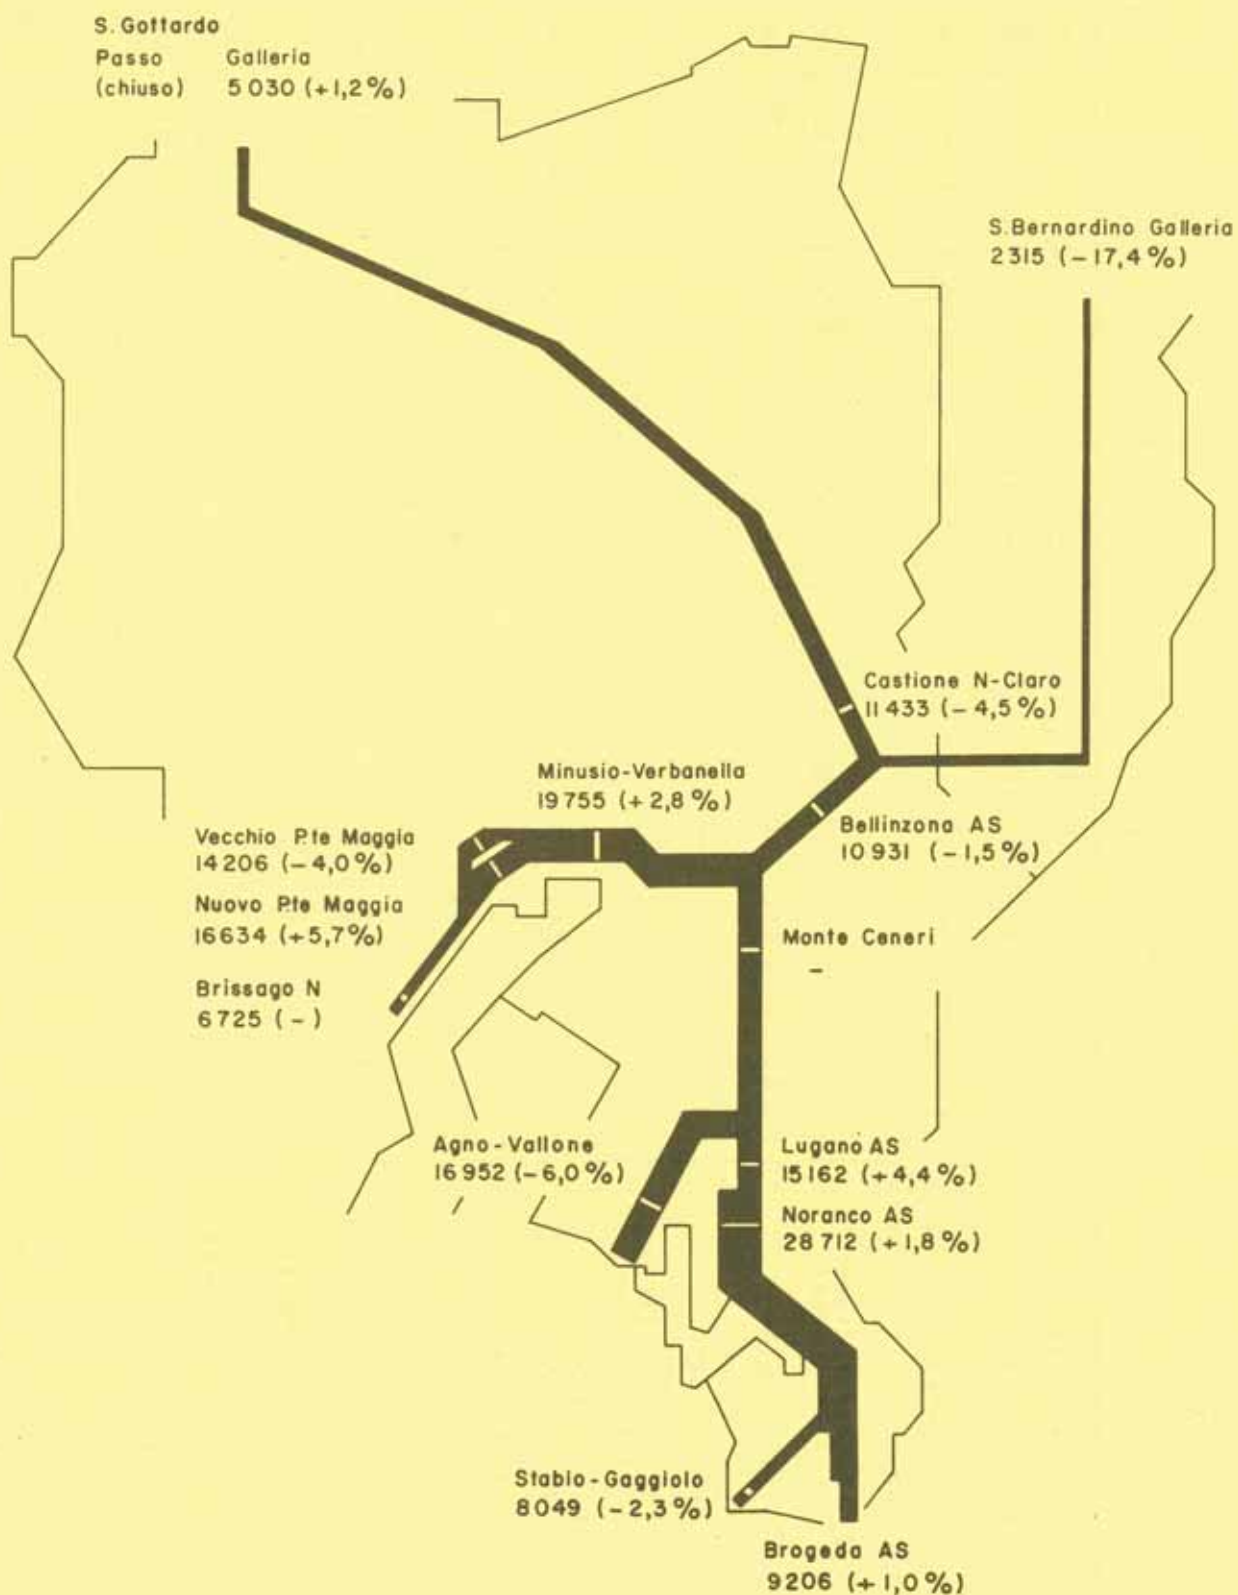 S. Gottardo
Passo Galleria
(chiuso) 5 030 (+1,2%)
S. Bernardino Galleria
2315 (-17,4%)
Castione N-Claro
11 433 (-4,5%)
Minusio-Verbanella
19755 (+2,8%)
Bellinzona AS
10 931 (-1,5%)
Vecchio P.te Maggia
14 206 (-4,0%)
Nuovo P.te Maggia
16634 (+5,7%)
Monte Ceneri
-
Brissago N
6725 (-)
Agno-Vallone
16 952 (-6,0%)
Lugano AS
15162 (+4,4%)
Noranco AS
28 712 (+1,8%)
Stabio-Gaggiolo
8049 (-2,3%)
Brogeda AS
9206 (+1,0%)